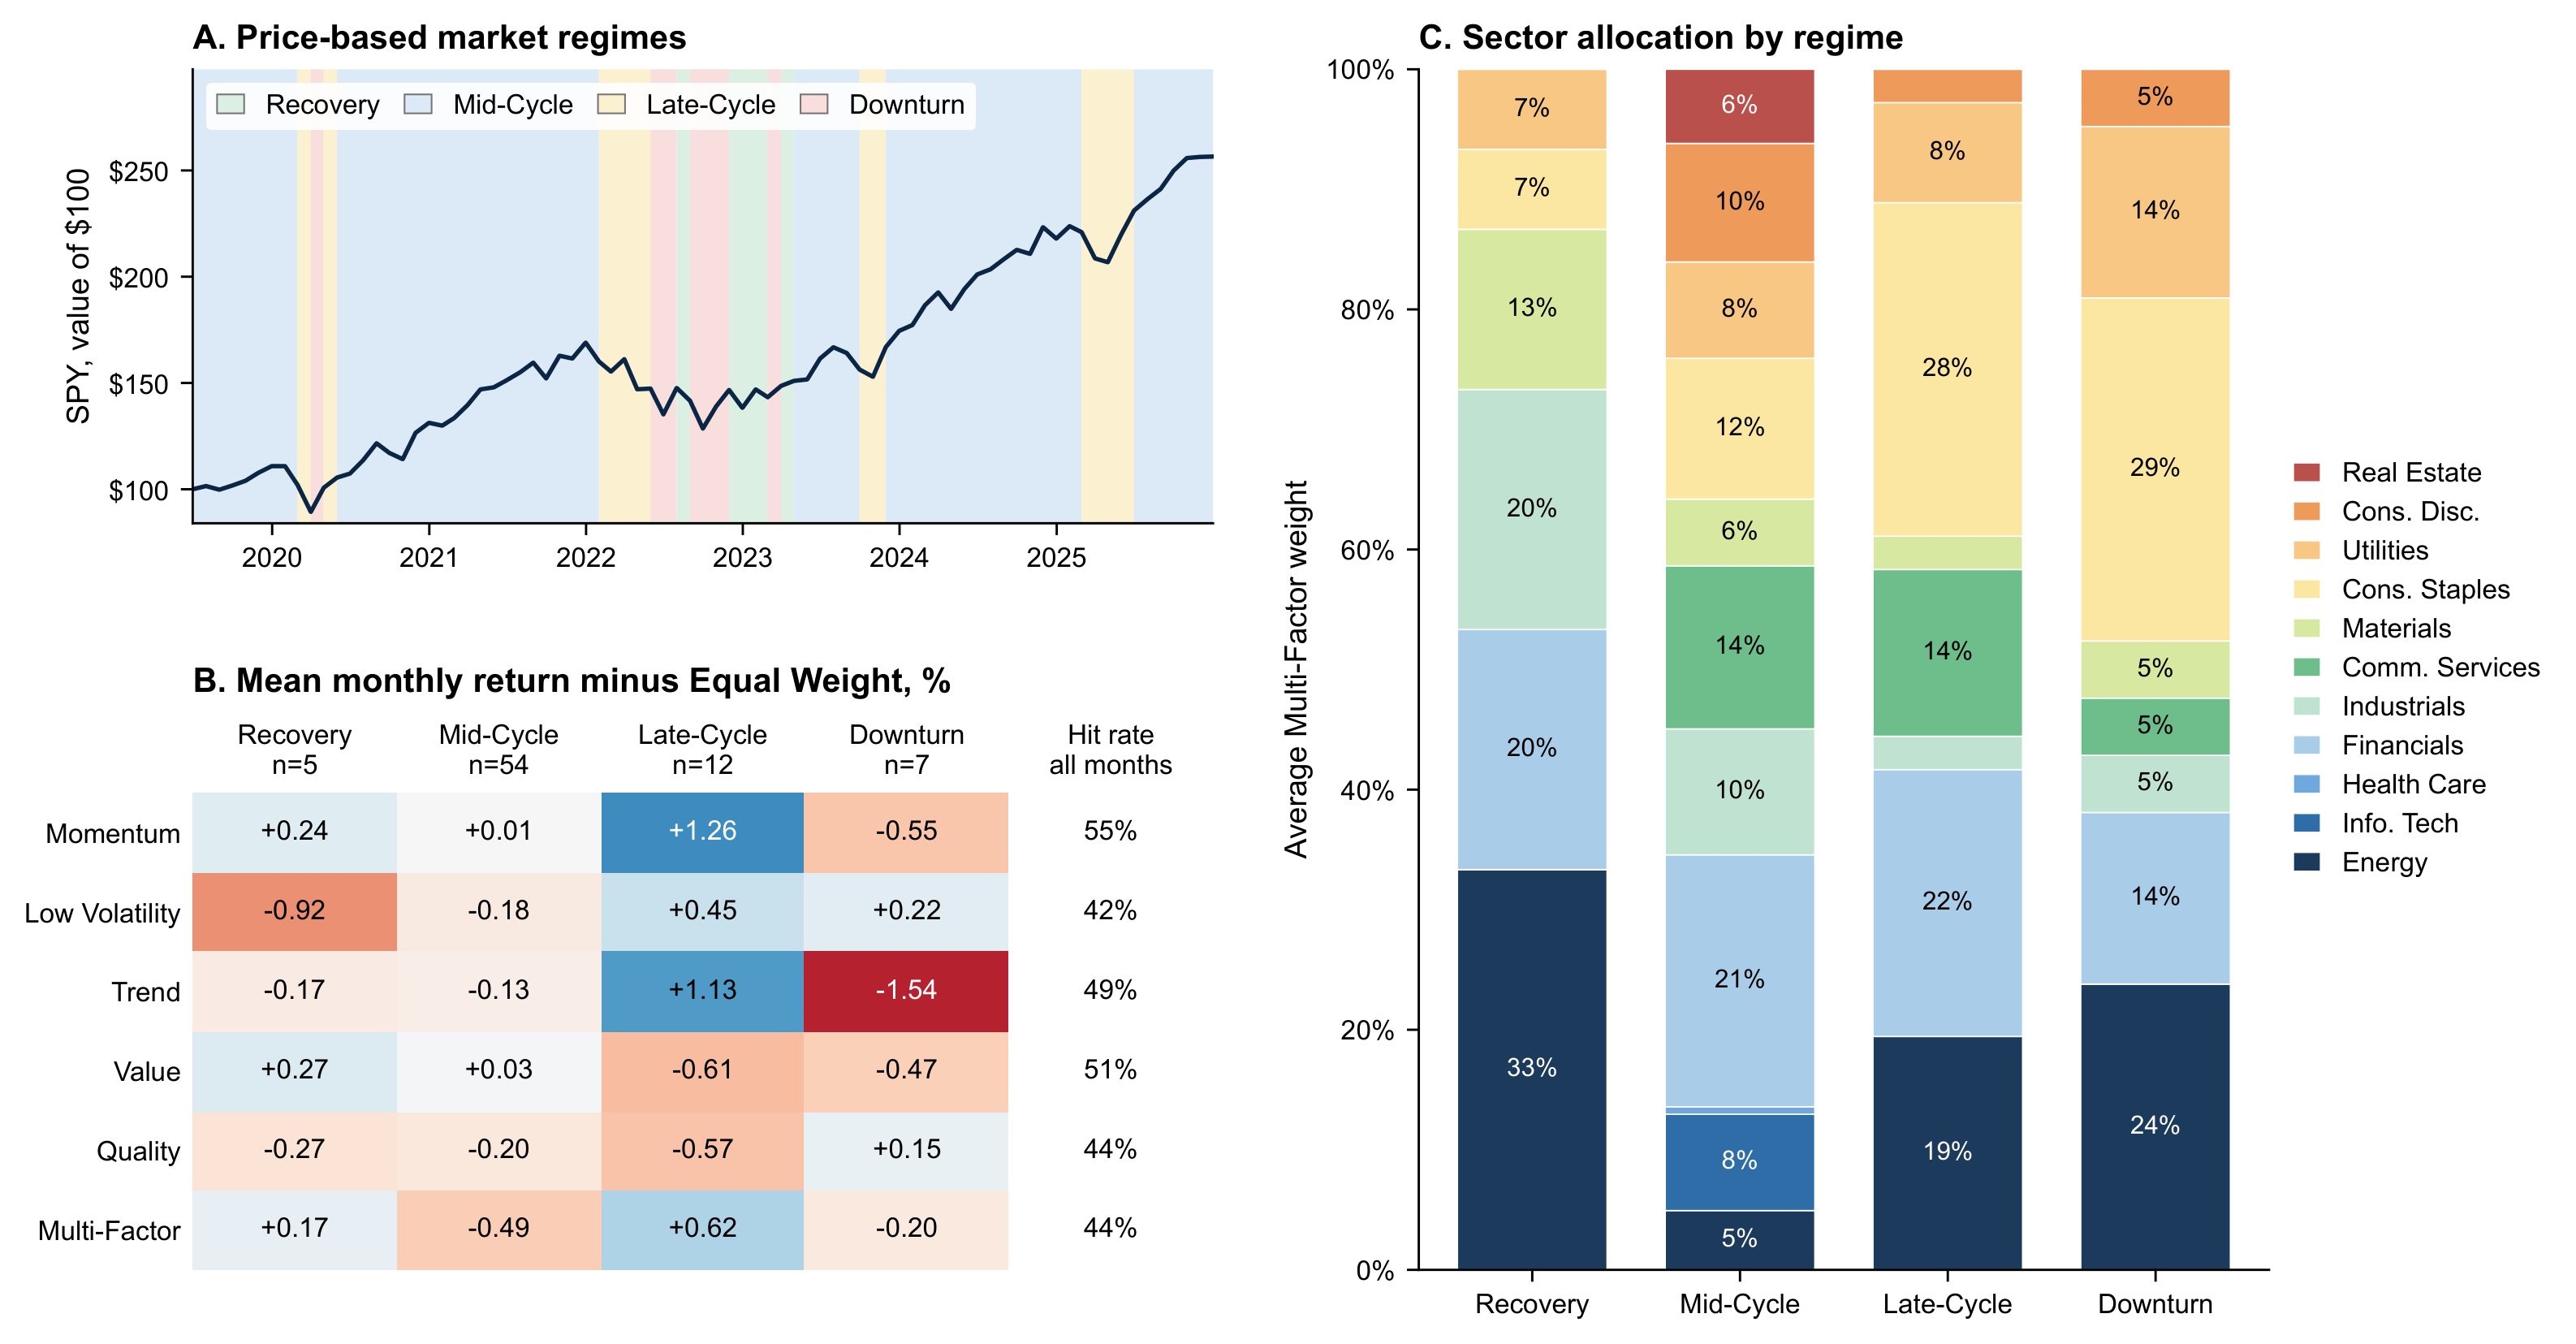 A. Price-based market regimes
Recovery Mid-Cycle Late-Cycle Downturn
SPY, value of $100
$250
$200
$150
$100
2020 2021 2022 2023 2024 2025
B. Mean monthly return minus Equal Weight, %
Recovery Mid-Cycle Late-Cycle Downturn Hit rate
n=5 n=54 n=12 n=7 all months
Momentum +0.24 +0.01 +1.26 -0.55 55%
Low Volatility -0.92 -0.18 +0.45 +0.22 42%
Trend -0.17 -0.13 +1.13 -1.54 49%
Value +0.27 +0.03 -0.61 -0.47 51%
Quality -0.27 -0.20 -0.57 +0.15 44%
Multi-Factor +0.17 -0.49 +0.62 -0.20 44%
C. Sector allocation by regime
Average Multi-Factor weight
100%
80%
60%
40%
20%
0%
7%
7%
13%
20%
20%
33%
6%
10%
8%
12%
6%
14%
10%
21%
8%
5%
8%
28%
14%
22%
19%
5%
14%
29%
5%
5%
5%
14%
24%
Recovery Mid-Cycle Late-Cycle Downturn
Real Estate
Cons. Disc.
Utilities
Cons. Staples
Materials
Comm. Services
Industrials
Financials
Health Care
Info. Tech
Energy